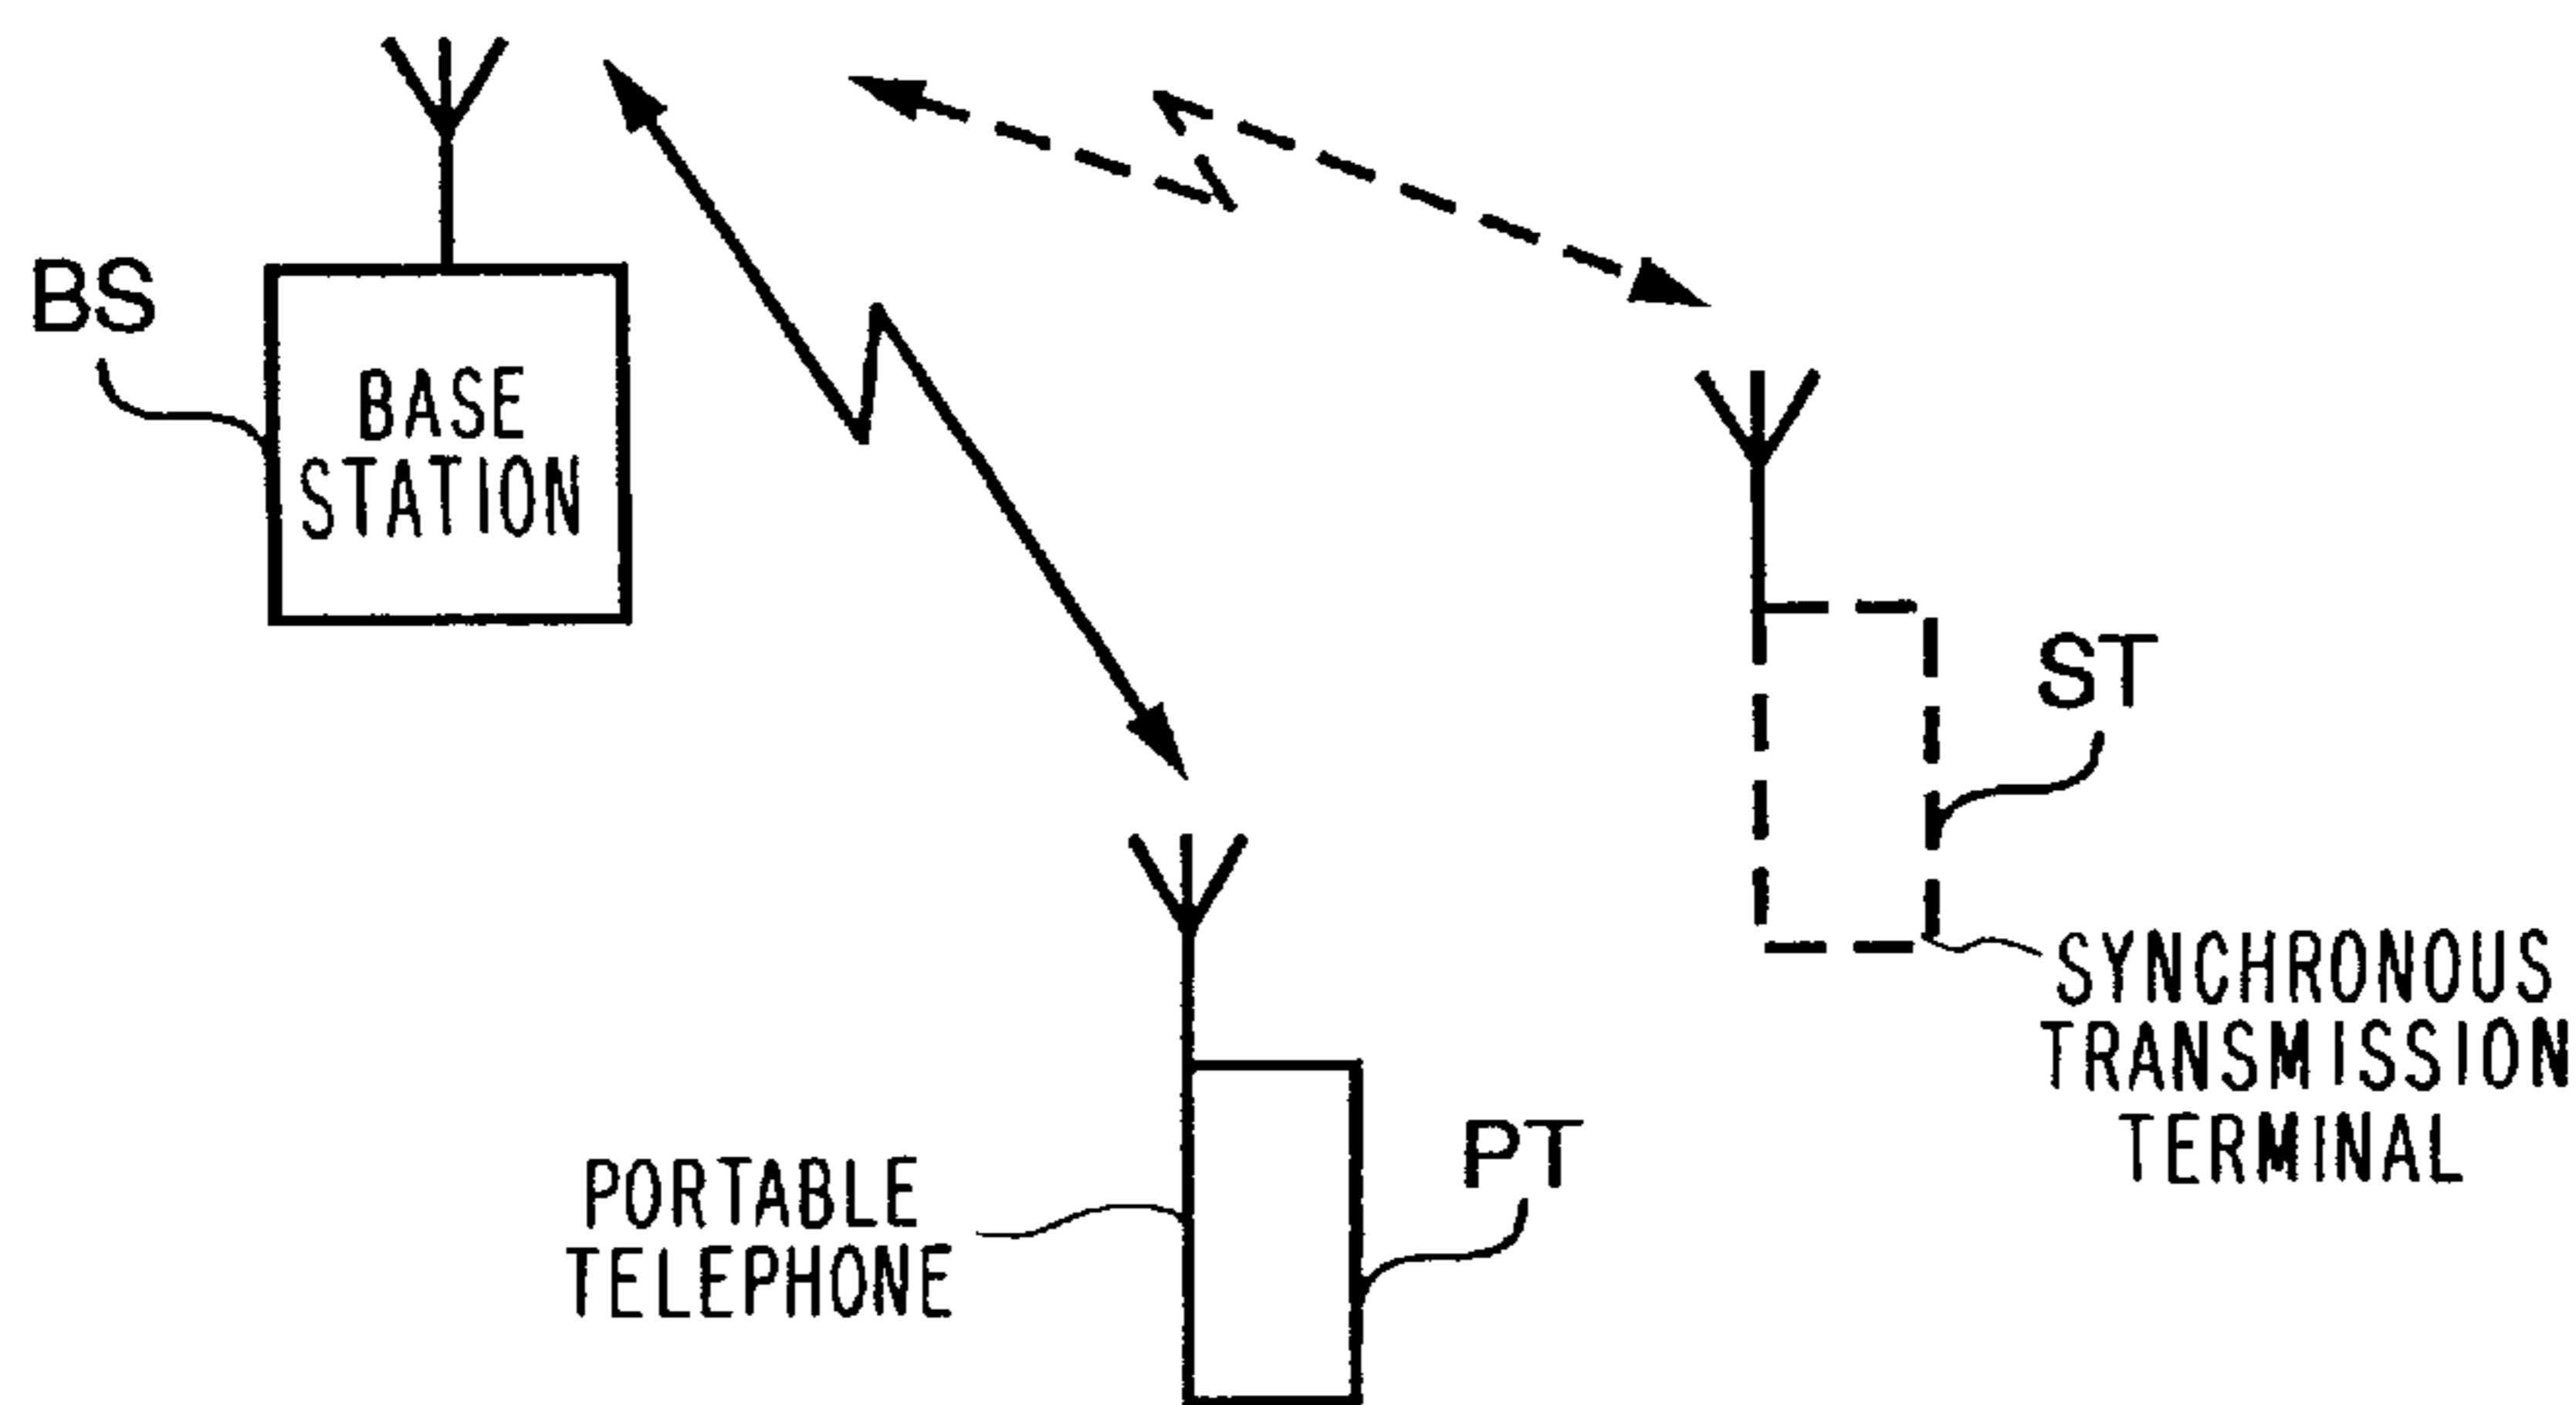 BS
BASE
STATION
ST
SYNCHRONOUS
TRANSMISSION
TERMINAL
PT
PORTABLE
TELEPHONE